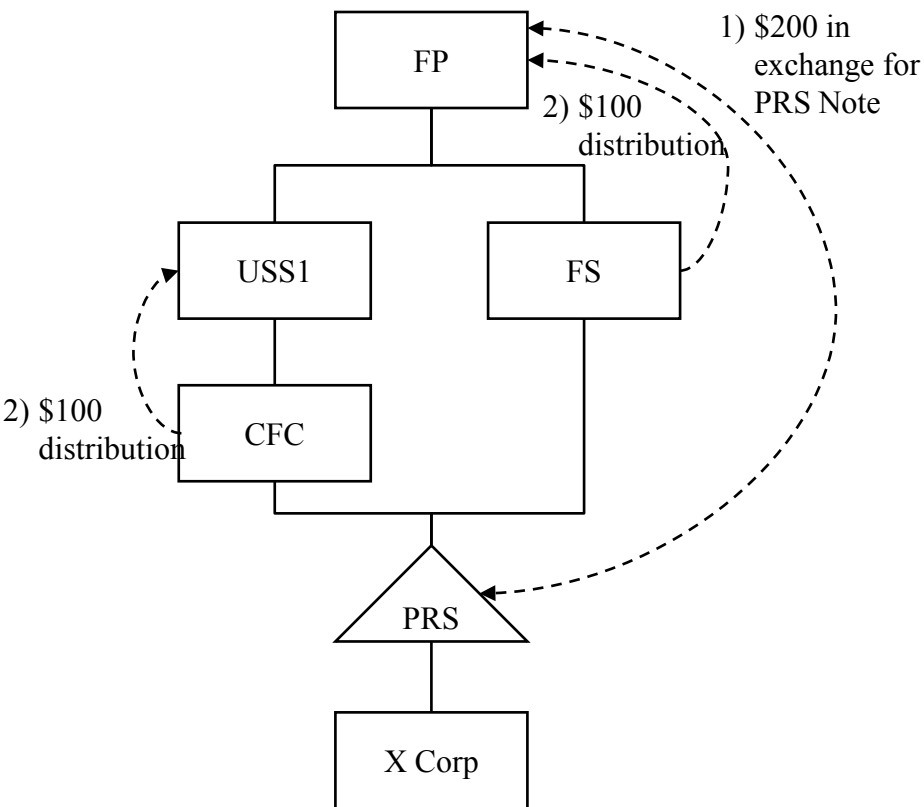 FP
1) $200 in
exchange for
PRS Note
2) $100
distribution
USS1
FS
2) $100
distribution
CFC
PRS
X Corp